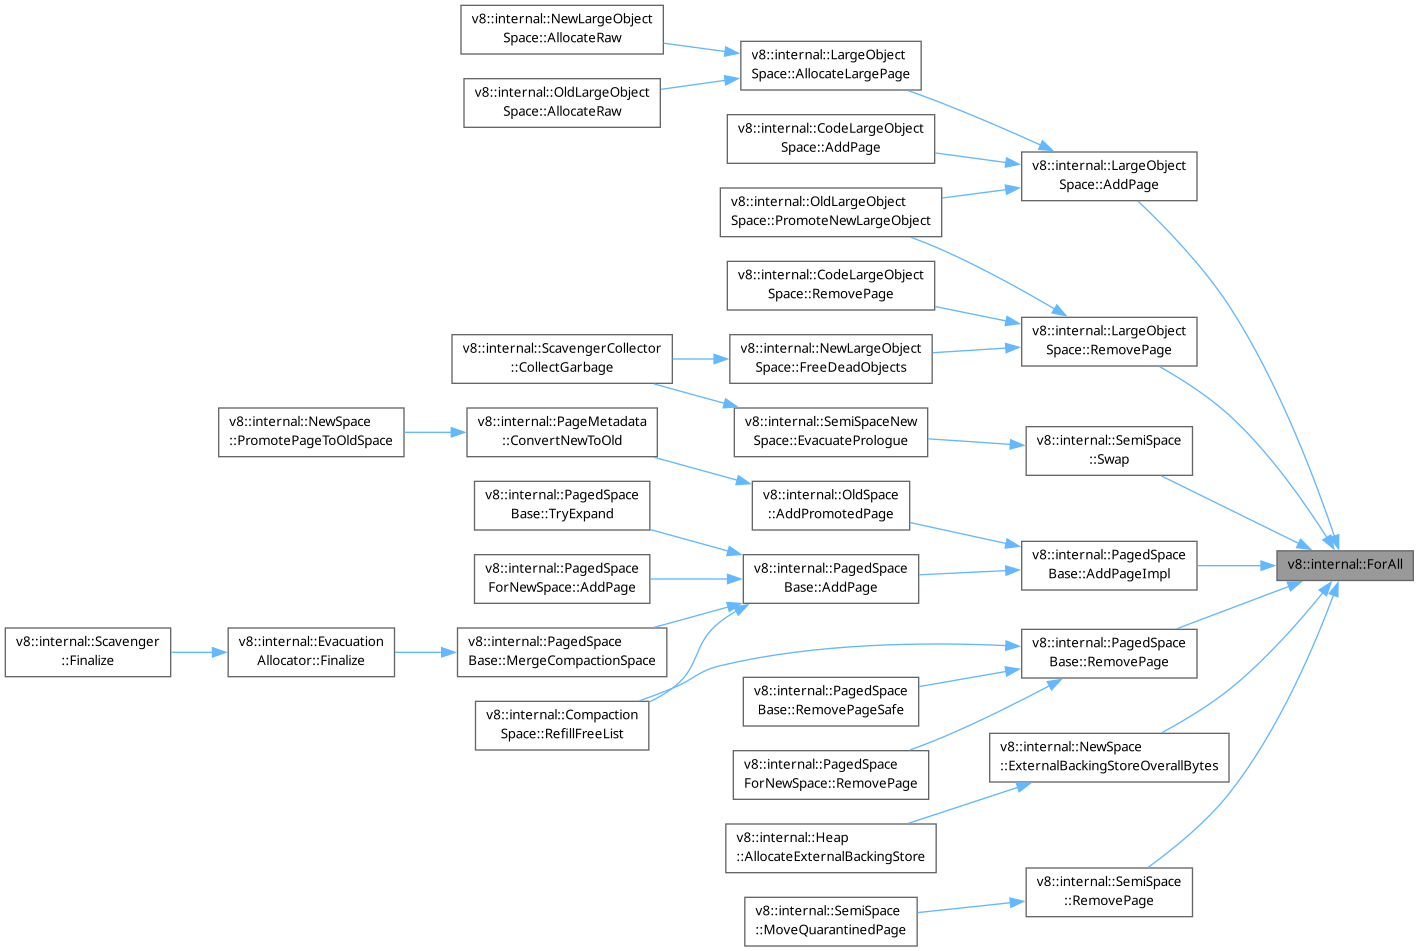 v8::internal::NewLargeObject
Space::AllocateRaw
v8::internal::OldLargeObject
Space::AllocateRaw
v8::internal::LargeObject
Space::AllocateLargePage
v8::internal::CodeLargeObject
Space::AddPage
v8::internal::LargeObject
Space::AddPage
v8::internal::OldLargeObject
Space::PromoteNewLargeObject
v8::internal::CodeLargeObject
Space::RemovePage
v8::internal::LargeObject
Space::RemovePage
v8::internal::ScavengerCollector
::CollectGarbage
v8::internal::NewLargeObject
Space::FreeDeadObjects
v8::internal::NewSpace
::PromotePageToOldSpace
v8::internal::PageMetadata
::ConvertNewToOld
v8::internal::SemiSpaceNew
Space::EvacuatePrologue
v8::internal::SemiSpace
::Swap
v8::internal::PagedSpace
Base::TryExpand
v8::internal::OldSpace
::AddPromotedPage
v8::internal::PagedSpace
ForNewSpace::AddPage
v8::internal::PagedSpace
Base::AddPage
v8::internal::PagedSpace
Base::AddPageImpl
v8::internal::ForAll
v8::internal::Scavenger
::Finalize
v8::internal::Evacuation
Allocator::Finalize
v8::internal::PagedSpace
Base::MergeCompactionSpace
v8::internal::PagedSpace
Base::RemovePage
v8::internal::Compaction
Space::RefillFreeList
v8::internal::PagedSpace
Base::RemovePageSafe
v8::internal::PagedSpace
ForNewSpace::RemovePage
v8::internal::NewSpace
::ExternalBackingStoreOverallBytes
v8::internal::Heap
::AllocateExternalBackingStore
v8::internal::SemiSpace
::RemovePage
v8::internal::SemiSpace
::MoveQuarantinedPage